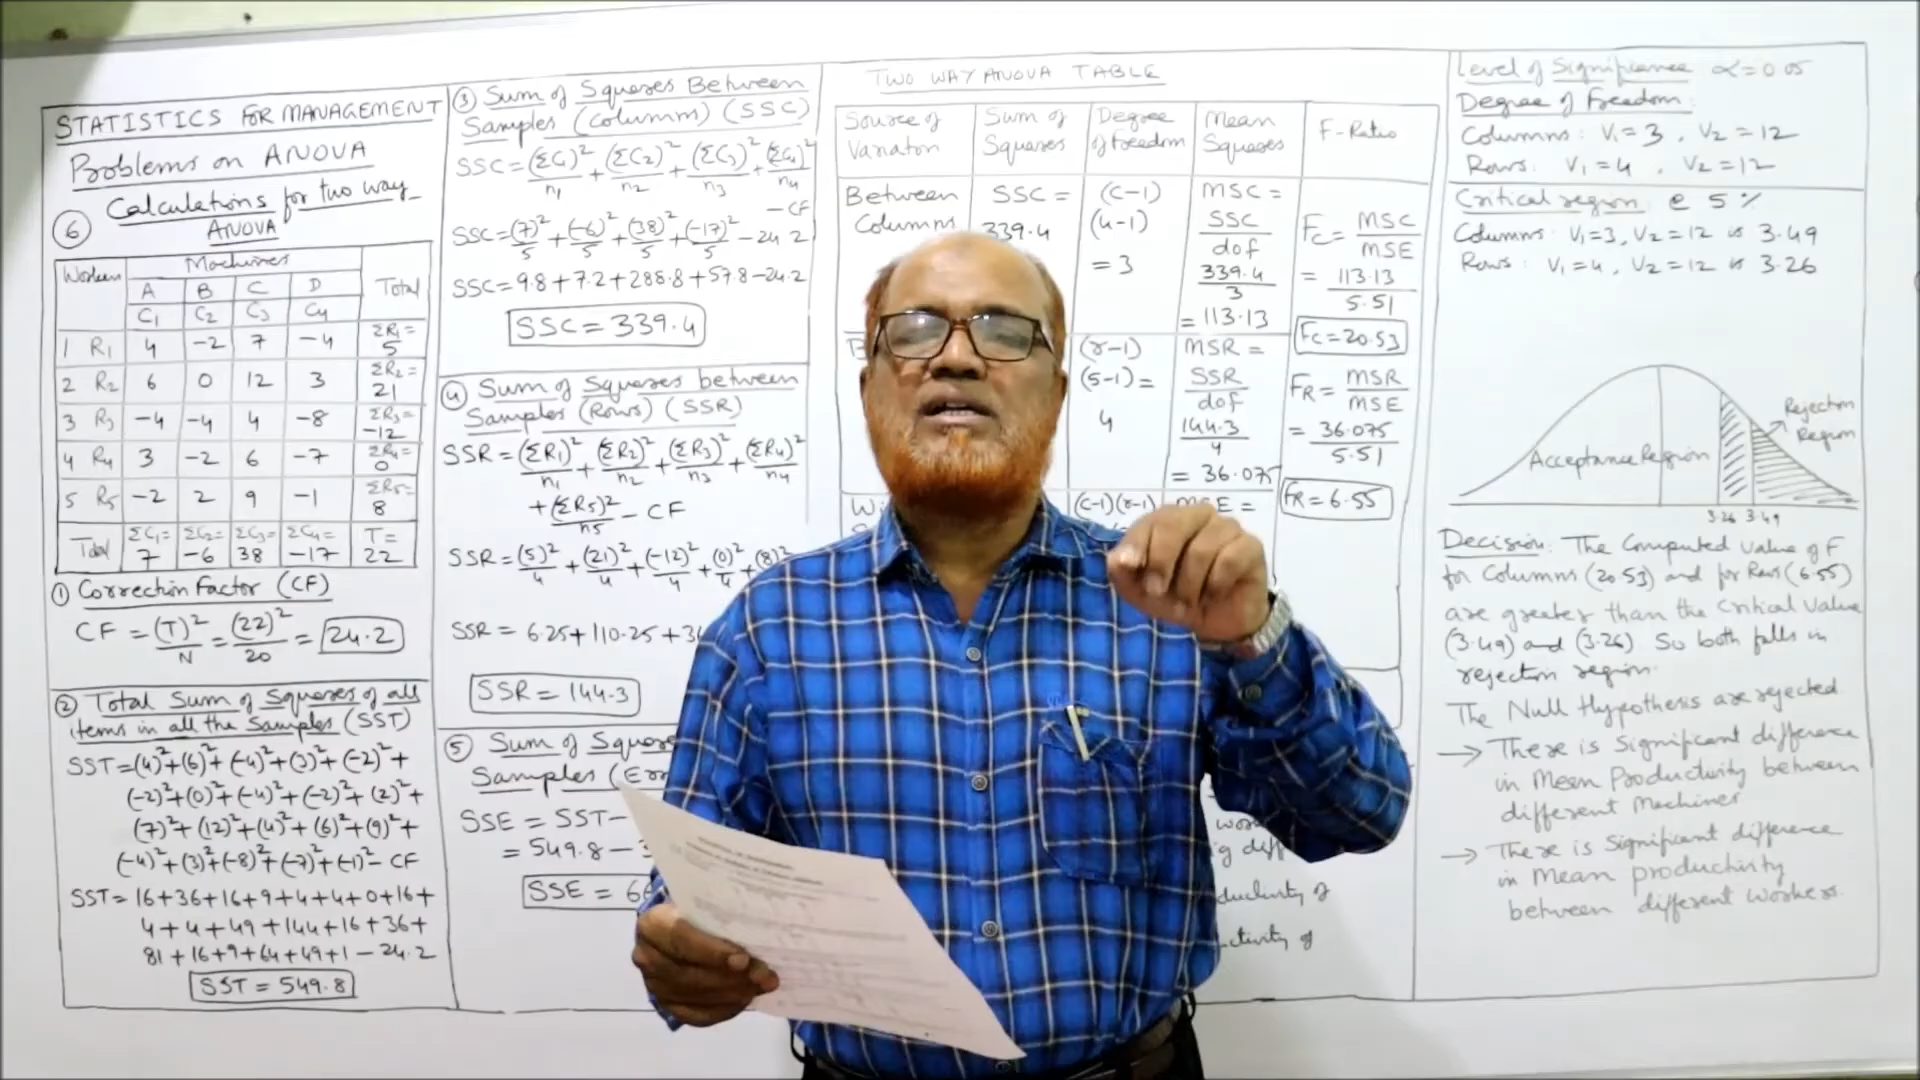 STATISTICS FOR MANAGEMENT
Problems on ANOVA
⑥ Calculations for two way
ANOVA
Workers Machines Total
A B C D
C₁ C₂ C₃ C₄
1 R₁ 4 -2 7 -4 ΣR₁= 5
2 R₂ 6 0 12 3 ΣR₂= 21
3 R₃ -4 -4 4 -8 ΣR₃= -12
4 R₄ 3 -2 6 -7 ΣR₄= 0
5 R₅ -2 2 9 -1 ΣR₅= 8
Total ΣC₁= 7 ΣC₂= -6 ΣC₃= 38 ΣC₄= -17 T= 22
① Correction Factor (CF)
CF = (T)²/N = (22)²/20 = 24.2
② Total Sum of Squares of all
items in all the Samples (SST)
SST=(4)²+(6)²+(-4)²+(3)²+(-2)²+
(-2)²+(0)²+(-4)²+(-2)²+(2)²+
(7)²+(12)²+(4)²+(6)²+(9)²+
(-4)²+(3)²+(-8)²+(-7)²+(-1)²-CF
SST=16+36+16+9+4+4+0+16+
4+4+49+144+16+36+
81+16+9+64+49+1-24.2
SST = 549.8
③ Sum of Squares Between
Samples (Columns) (SSC)
SSC=(ΣC₁)²/n₁+(ΣC₂)²/n₂+(ΣC₃)²/n₃+(ΣC₄)²/n₄
-CF
SSC=(7)²/5+(-6)²/5+(38)²/5+(-17)²/5-24.2
SSC=9.8+7.2+288.8+57.8-24.2
SSC=339.4
④ Sum of Squares between
Samples (Rows) (SSR)
SSR=(ΣR₁)²/n₁+(ΣR₂)²/n₂+(ΣR₃)²/n₃+(ΣR₄)²/n₄
+(ΣR₅)²/n5-CF
SSR=(5)²/4+(21)²/4+(-12)²/4+(0)²/4+(8)²
SSR=6.25+110.25+3
SSR=144.3
⑤ Sum of Square
Samples (Err
SSE = SST-
= 549.8-3
SSE = 6
TWO WAY ANOVA TABLE
Source of Variation
Sum of Squares
Degree of freedom
Mean Squares
F-Ratio
Between Columns
SSC= 339.4
(C-1)
(4-1)
= 3
MSC=
SSC/dof
339.4/3
= 113.13
Fc= MSC/MSE
= 113.13/5.51
Fc=20.53
(r-1)
(5-1)=
4
MSR=
SSR/dof
144.3/4
= 36.075
FR= MSR/MSE
= 36.075/5.51
FR=6.55
Wi
(C-1)(r-1)
MSE=
ductivity of
ctivity of
Level of Significance α=0.05
Degree of freedom:
Columns: V₁=3, V₂=12
Rows: V₁=4, V₂=12
Critical region @ 5%
Columns: V₁=3, V₂=12 is 3.49
Rows: V₁=4, V₂=12 is 3.26
Rejection
Region
Acceptance Region
3.26 3.49
Decision: The Computed value of F
for Columns (20.53) and for Rows (6.55)
are greater than the critical value
(3.49) and (3.26) So both falls in
rejection region.
The Null Hypothesis are rejected
→ There is significant difference
in Mean Productivity between
different Machines
→ There is significant difference
in Mean productivity
between different workers.